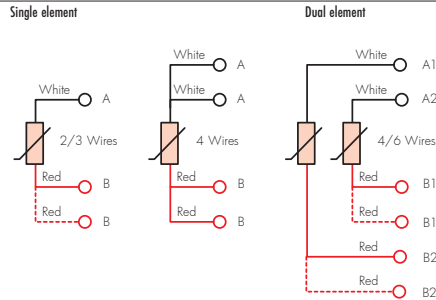 Single element
Dual element
White
A
2/3 Wires
Red
B
Red
B
White
A
White
A
4 Wires
Red
B
Red
B
White
A1
White
A2
4/6 Wires
Red
B1
Red
B1
Red
B2
Red
B2